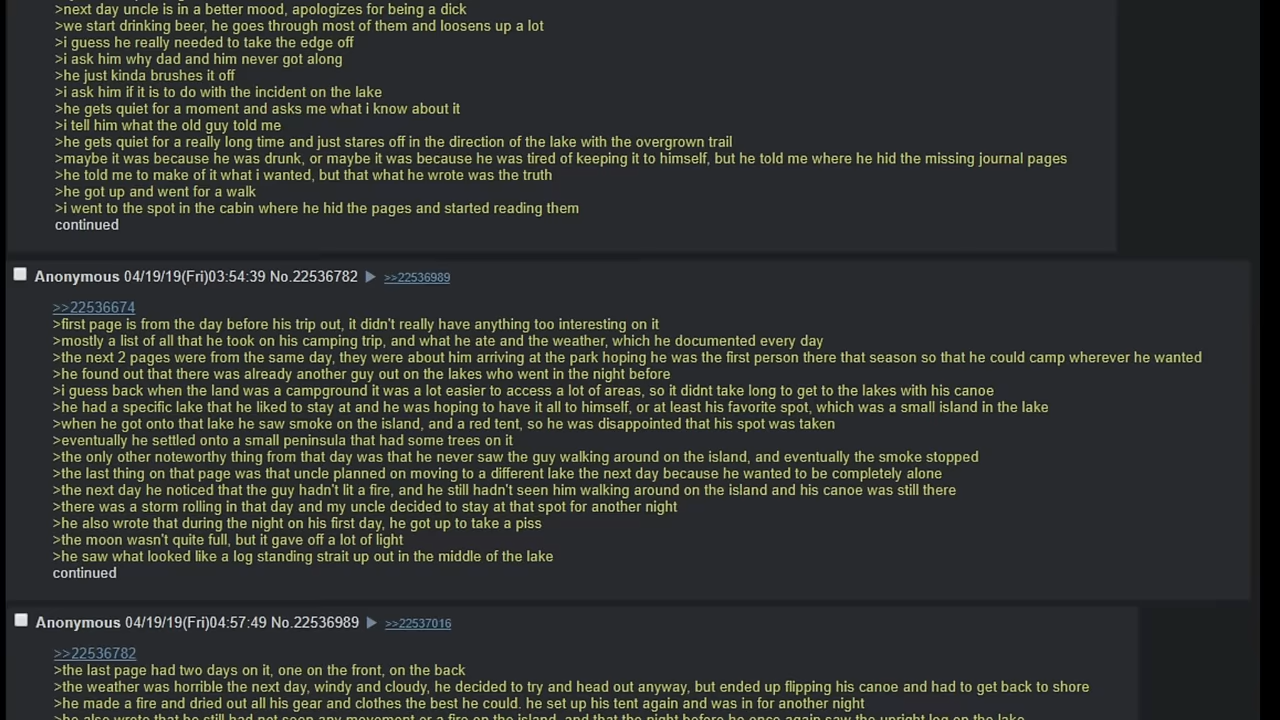 >next day uncle is in a better mood, apologizes for being a dick
>we start drinking beer, he goes through most of them and loosens up a lot
>i guess he really needed to take the edge off
>i ask him why dad and him never got along
>he just kinda brushes it off
>i ask him if it is to do with the incident on the lake
>he gets quiet for a moment and asks me what i know about it
>i tell him what the old guy told me
>he gets quiet for a really long time and just stares off in the direction of the lake with the overgrown trail
>maybe it was because he was drunk, or maybe it was because he was tired of keeping it to himself, but he told me where he hid the missing journal pages
>he told me to make of it what i wanted, but that what he wrote was the truth
>he got up and went for a walk
>i went to the spot in the cabin where he hid the pages and started reading them
continued
Anonymous 04/19/19(Fri)03:54:39 No.22536782 ▶ >>22536989
>>22536674
>first page is from the day before his trip out, it didn't really have anything too interesting on it
>mostly a list of all that he took on his camping trip, and what he ate and the weather, which he documented every day
>the next 2 pages were from the same day, they were about him arriving at the park hoping he was the first person there that season so that he could camp wherever he wanted
>he found out that there was already another guy out on the lakes who went in the night before
>i guess back when the land was a campground it was a lot easier to access a lot of areas, so it didnt take long to get to the lakes with his canoe
>he had a specific lake that he liked to stay at and he was hoping to have it all to himself, or at least his favorite spot, which was a small island in the lake
>when he got onto that lake he saw smoke on the island, and a red tent, so he was disappointed that his spot was taken
>eventually he settled onto a small peninsula that had some trees on it
>the only other noteworthy thing from that day was that he never saw the guy walking around on the island, and eventually the smoke stopped
>the last thing on that page was that uncle planned on moving to a different lake the next day because he wanted to be completely alone
>the next day he noticed that the guy hadn't lit a fire, and he still hadn't seen him walking around on the island and his canoe was still there
>there was a storm rolling in that day and my uncle decided to stay at that spot for another night
>he also wrote that during the night on his first day, he got up to take a piss
>the moon wasn't quite full, but it gave off a lot of light
>he saw what looked like a log standing strait up out in the middle of the lake
continued
Anonymous 04/19/19(Fri)04:57:49 No.22536989 ▶ >>22537016
>>22536782
>the last page had two days on it, one on the front, on the back
>the weather was horrible the next day, windy and cloudy, he decided to try and head out anyway, but ended up flipping his canoe and had to get back to shore
>he made a fire and dried out all his gear and clothes the best he could. he set up his tent again and was in for another night
>he also wrote that he still had not seen any movement or a fire on the island, and that the night before he once again saw the upright log on the lake